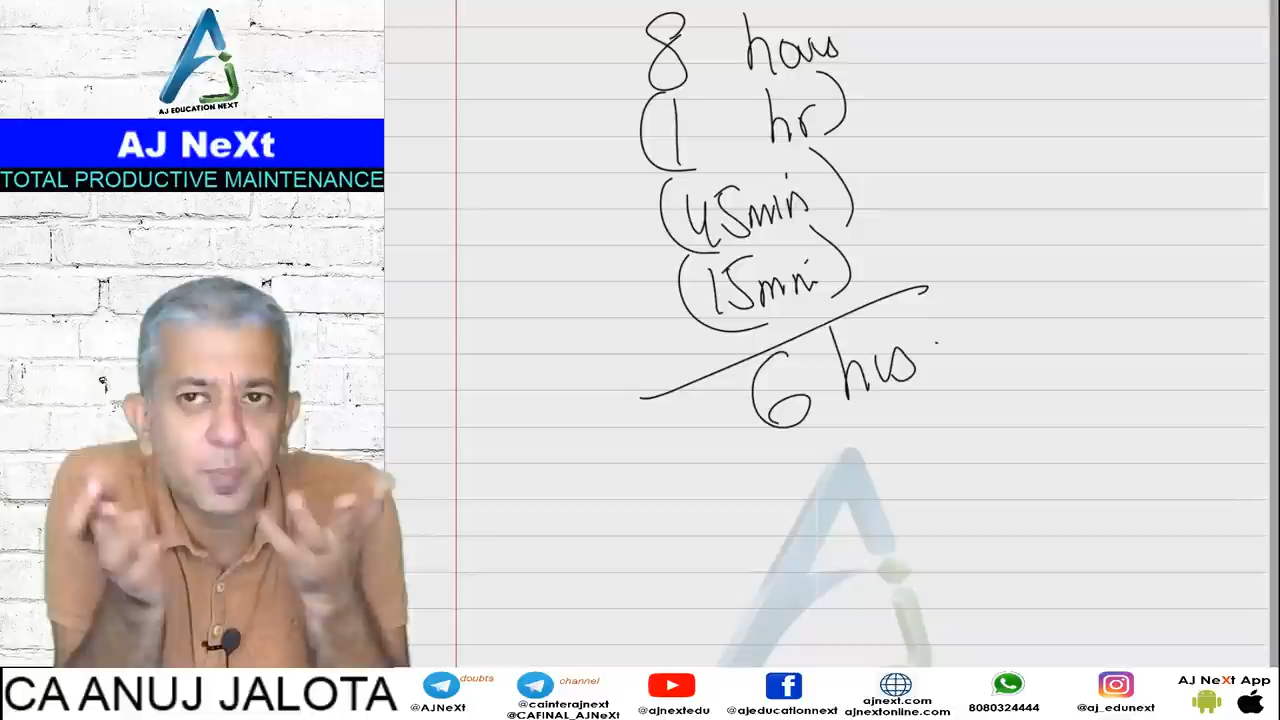 AJ EDUCATION NEXT
AJ NeXt
TOTAL PRODUCTIVE MAINTENANCE
8 hours
(1 hr)
(45min)
(15min)
6 hrs.
CA ANUJ JALOTA
doubts
@AJNeXt
channel
@cainterajnext
@CAFINAL_AJNeXt
@ajnextedu
@ajeducationnext
ajnext.com
ajnextonline.com
@aj_edunext
AJ NeXt App